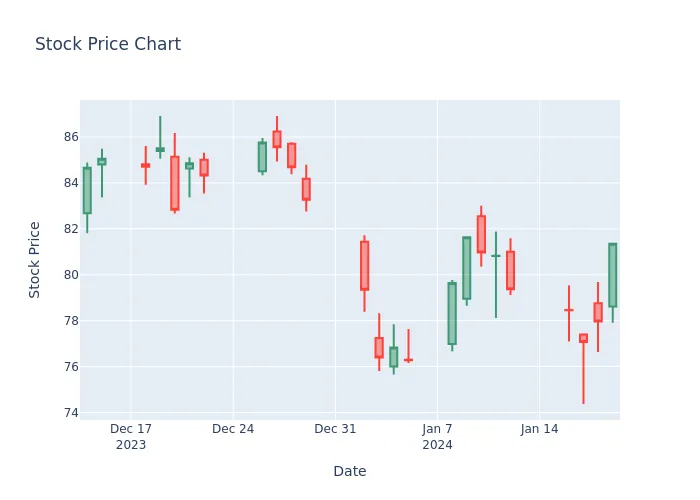 Stock Price Chart
86
84
82
80
78
76
74
Stock Price
Dec 17
2023
Dec 24
Dec 31
Jan 7
2024
Jan 14
Date